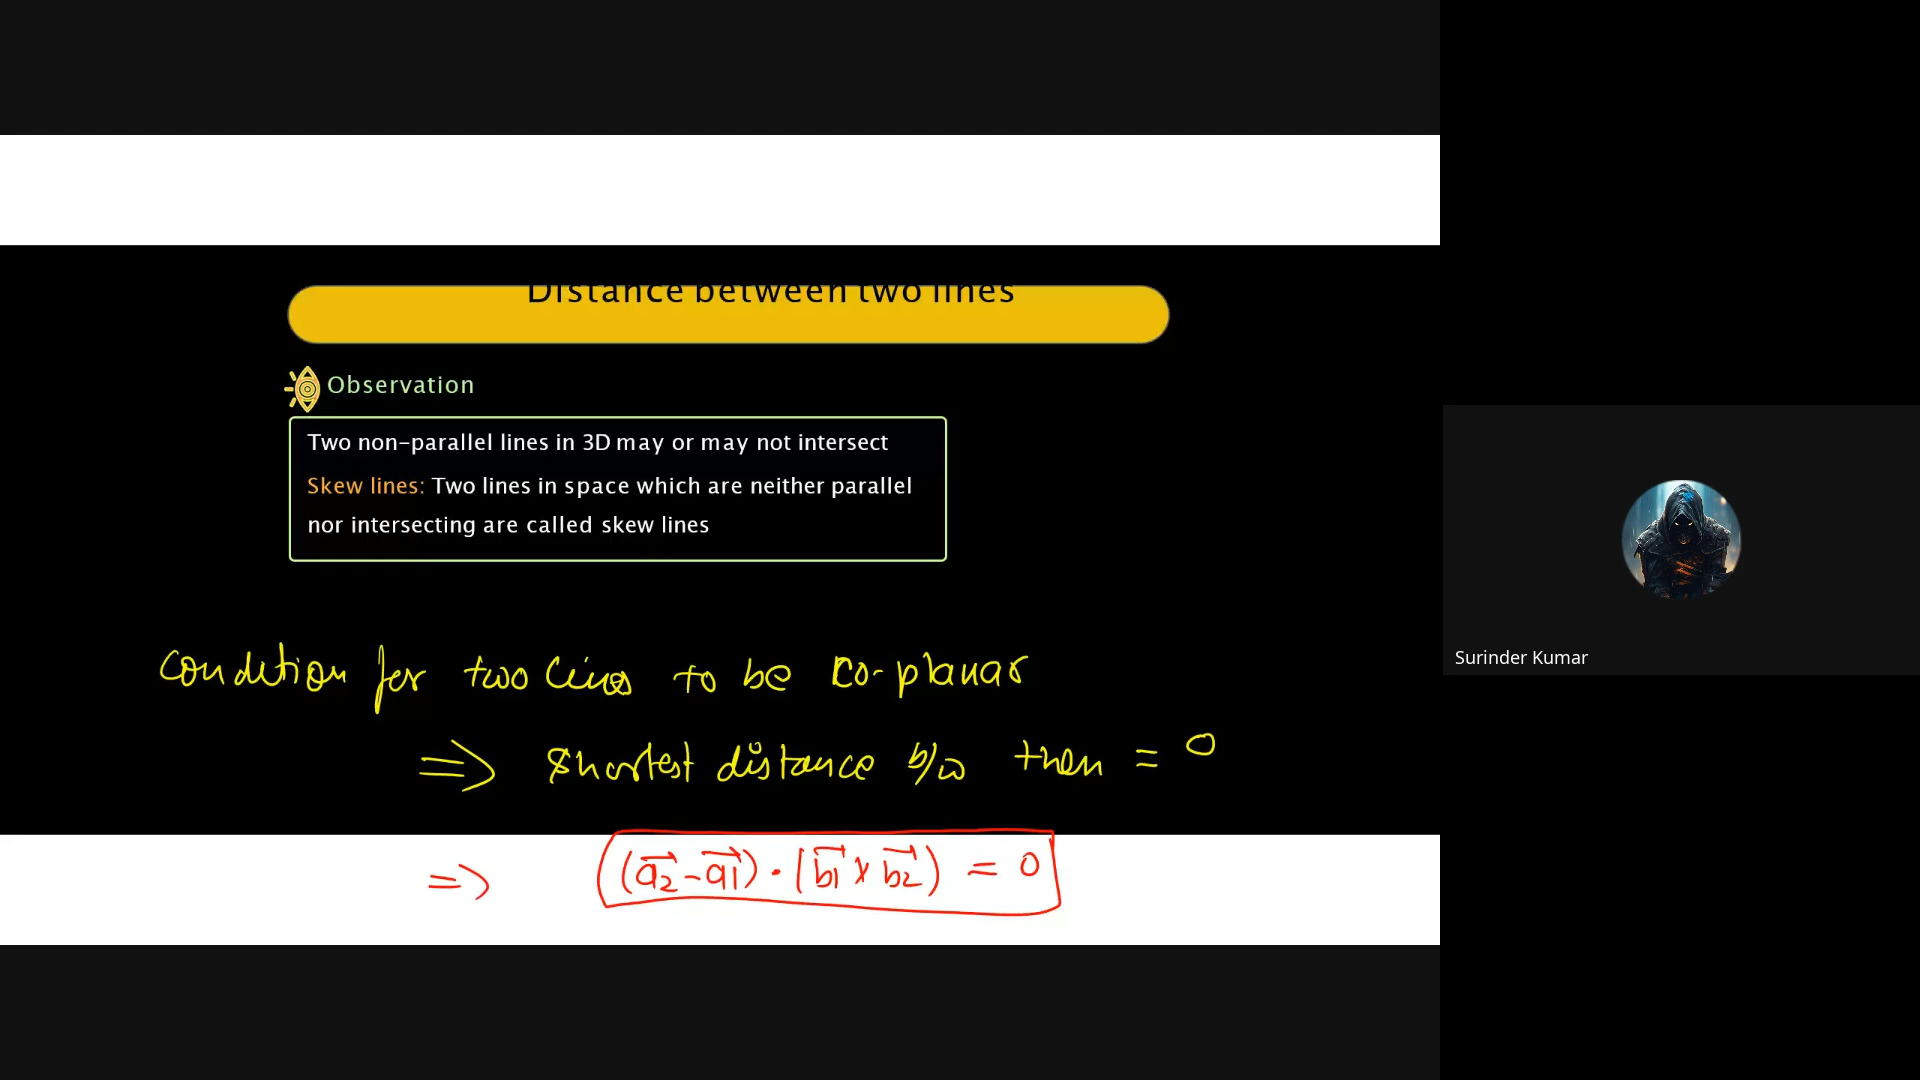 Distance between two lines
Observation
Two non-parallel lines in 3D may or may not intersect
Skew lines: Two lines in space which are neither parallel
nor intersecting are called skew lines
Surinder Kumar
Condition for two lines to be co-planar
⇒ shortest distance b/w them = 0
⇒ (a₂⃗ - a₁⃗) · (b₁⃗ × b₂⃗) = 0